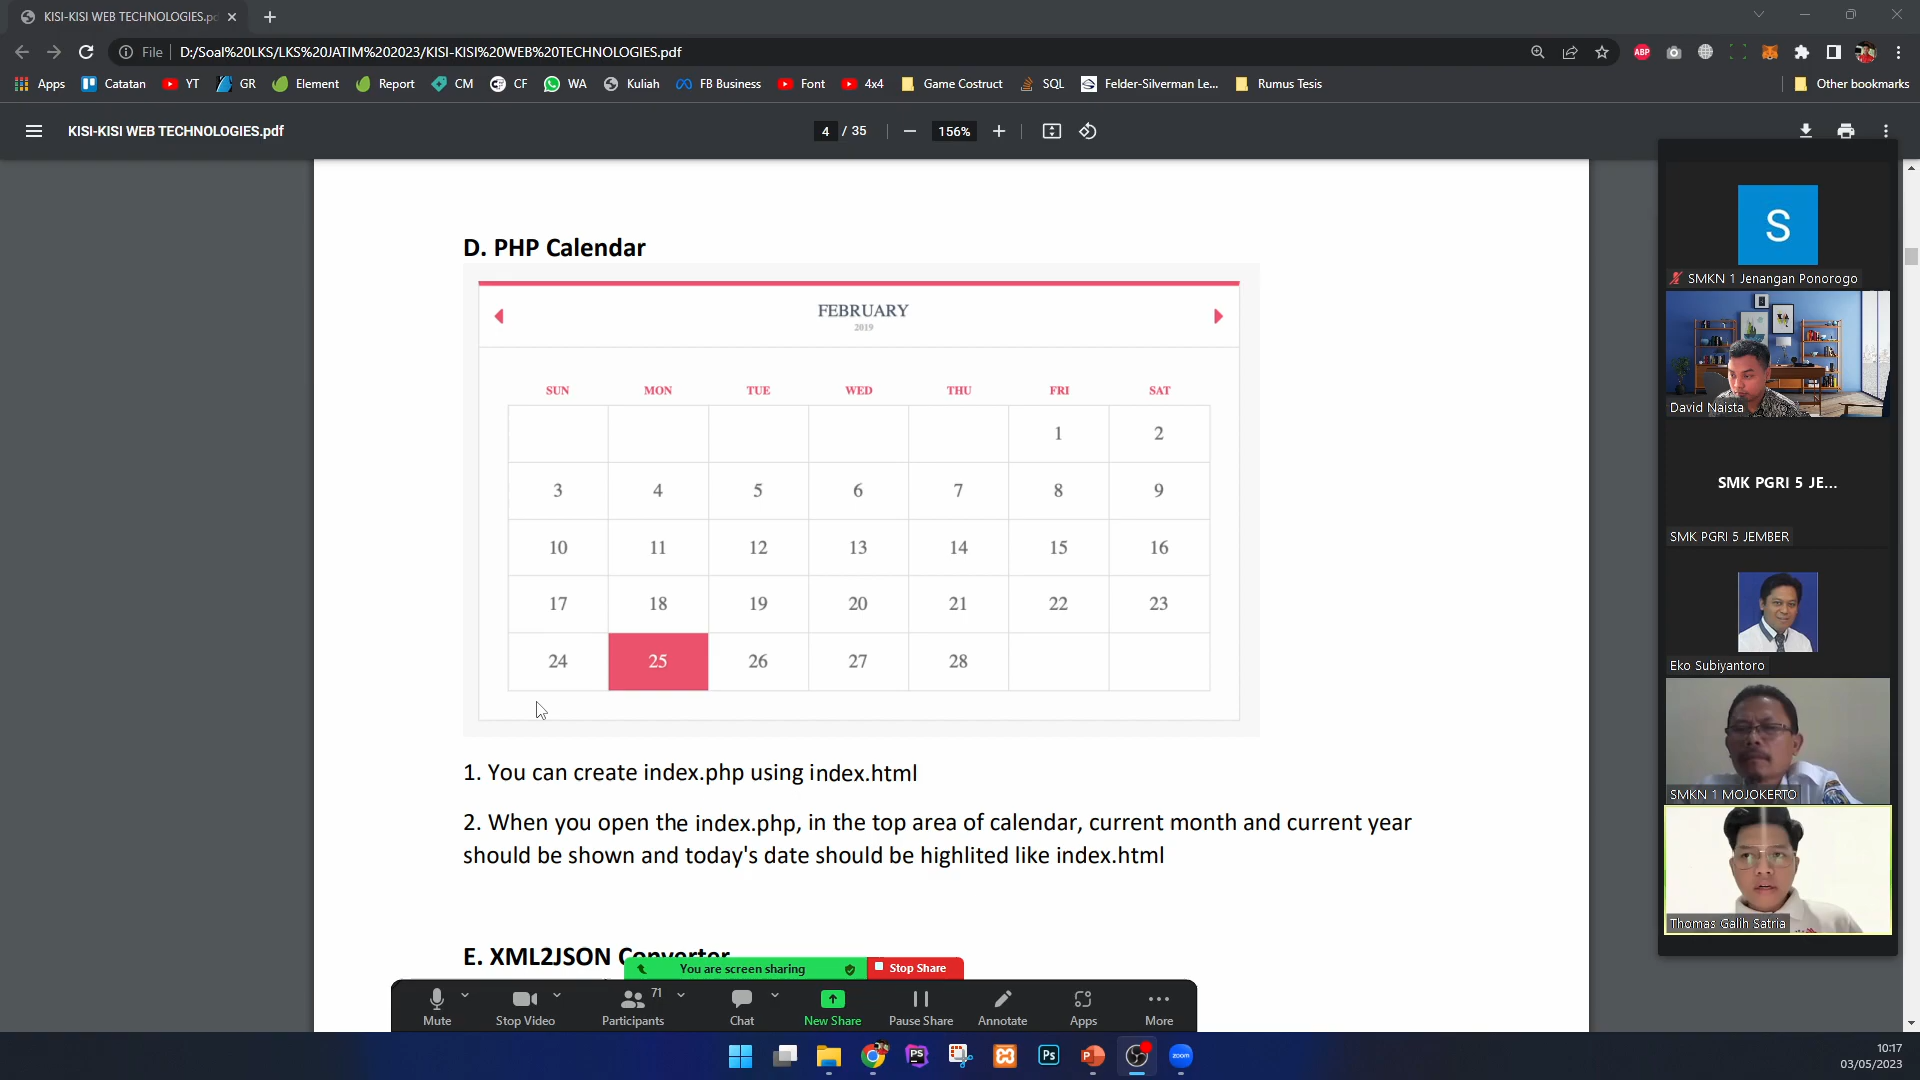 KISI-KISI WEB TECHNOLOGIES.pd
File D:/Soal%20LKS/LKS%20JATIM%202023/KISI-KISI%20WEB%20TECHNOLOGIES.pdf
ABP
Apps Catatan YT GR Element Report CM CF WA Kuliah FB Business Font 4x4 Game Costruct SQL Felder-Silverman Le... Rumus Tesis Other bookmarks
KISI-KISI WEB TECHNOLOGIES.pdf 4 / 35 156%
D. PHP Calendar
FEBRUARY
2019
SUN MON TUE WED THU FRI SAT
1 2
3 4 5 6 7 8 9
10 11 12 13 14 15 16
17 18 19 20 21 22 23
24 25 26 27 28
1. You can create index.php using index.html
2. When you open the index.php, in the top area of calendar, current month and current year
should be shown and today's date should be highlited like index.html
E. XML2JSON Converter
S
SMKN 1 Jenangan Ponorogo
David Naista
SMK PGRI 5 JE...
SMK PGRI 5 JEMBER
Eko Subiyantoro
SMKN 1 MOJOKERTO
Thomas Galih Satria
You are screen sharing Stop Share
71
Mute Stop Video Participants Chat New Share Pause Share Annotate Apps More
PS
Ps
zoom
10:17
03/05/2023